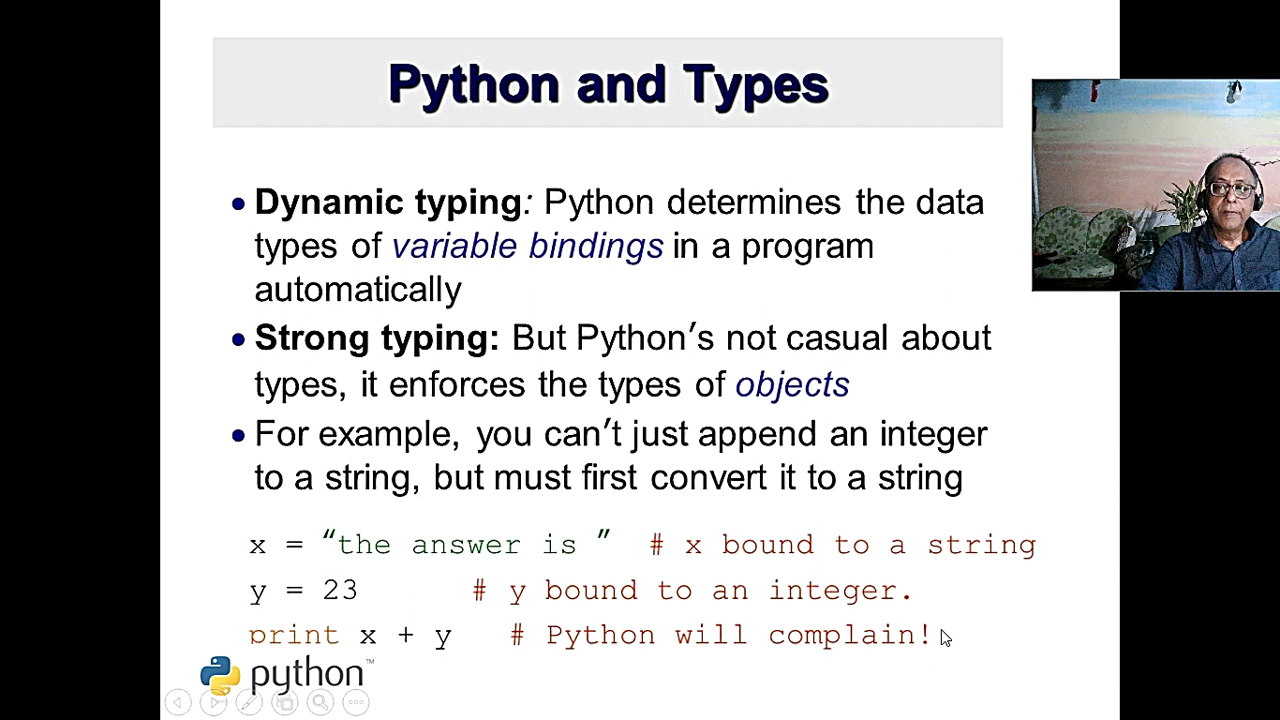 Python and Types
• Dynamic typing: Python determines the data
types of variable bindings in a program
automatically
• Strong typing: But Python’s not casual about
types, it enforces the types of objects
• For example, you can’t just append an integer
to a string, but must first convert it to a string
x = “the answer is ” # x bound to a string
y = 23 # y bound to an integer.
print x + y # Python will complain!
python™